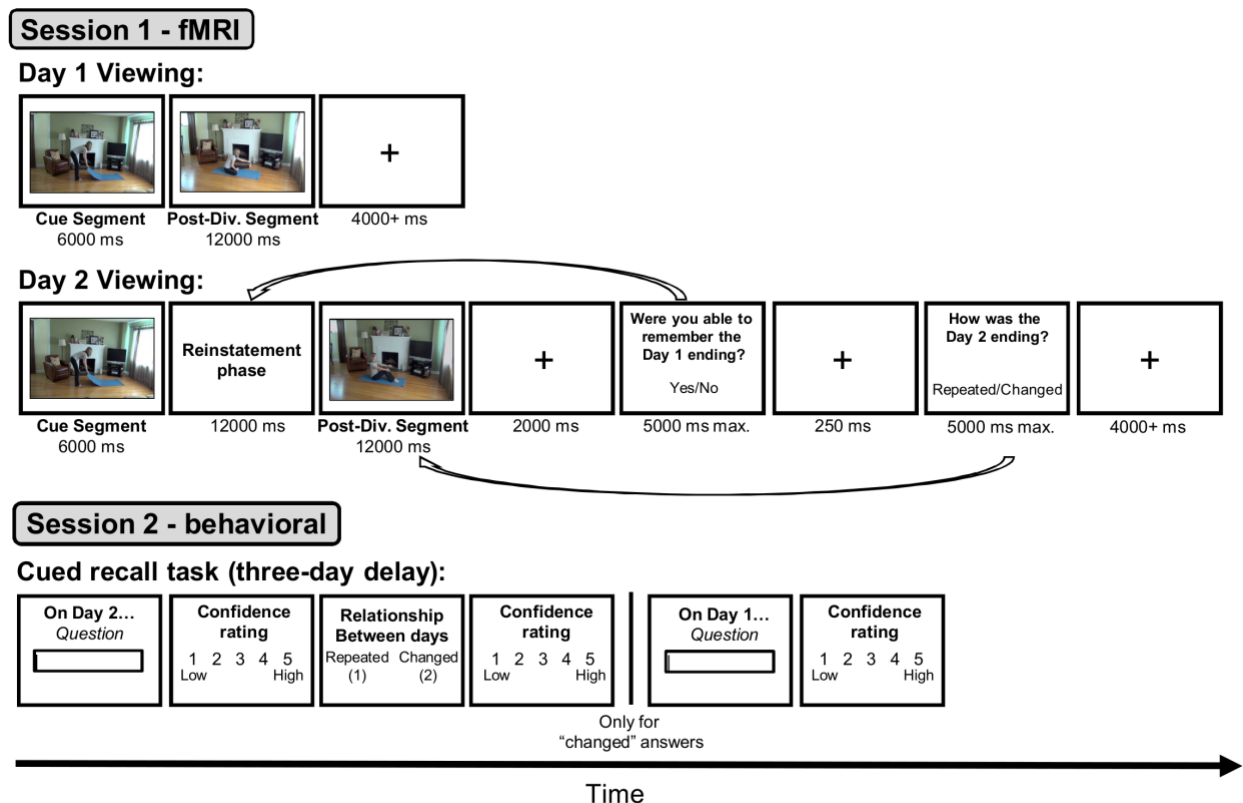 Session 1 - fMRI
Day 1 Viewing:
+
Cue Segment
6000 ms
Post-Div. Segment
12000 ms
4000+ ms
Day 2 Viewing:
Reinstatement
phase
+
Were you able to
remember the
Day 1 ending?
Yes/No
+
How was the
Day 2 ending?
Repeated/Changed
+
Cue Segment
6000 ms
12000 ms
Post-Div. Segment
12000 ms
2000 ms
5000 ms max.
250 ms
5000 ms max.
4000+ ms
Session 2 - behavioral
Cued recall task (three-day delay):
On Day 2...
Question
Confidence
rating
1 2 3 4 5
Low High
Relationship
Between days
Repeated Changed
(1) (2)
Confidence
rating
1 2 3 4 5
Low High
On Day 1...
Question
Confidence
rating
1 2 3 4 5
Low High
Only for
“changed” answers
Time